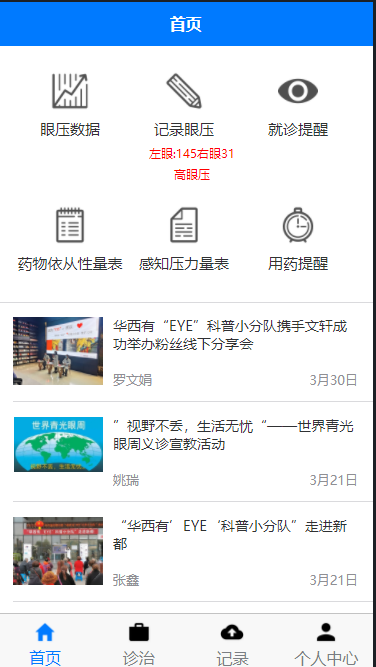 首页
眼压数据
记录眼压
就诊提醒
左眼:145右眼31
高眼压
药物依从性量表
感知压力量表
用药提醒
华西有“EYE”科普小分队携手文轩成
功举办粉丝线下分享会
罗文娟
3月30日
世界青光眼周
”视野不丢，生活无忧“——世界青光
眼周义诊宣教活动
姚瑞
3月21日
“华西有’EYE‘科普小分队”走进新
都
张鑫
3月21日
首页
诊治
记录
个人中心